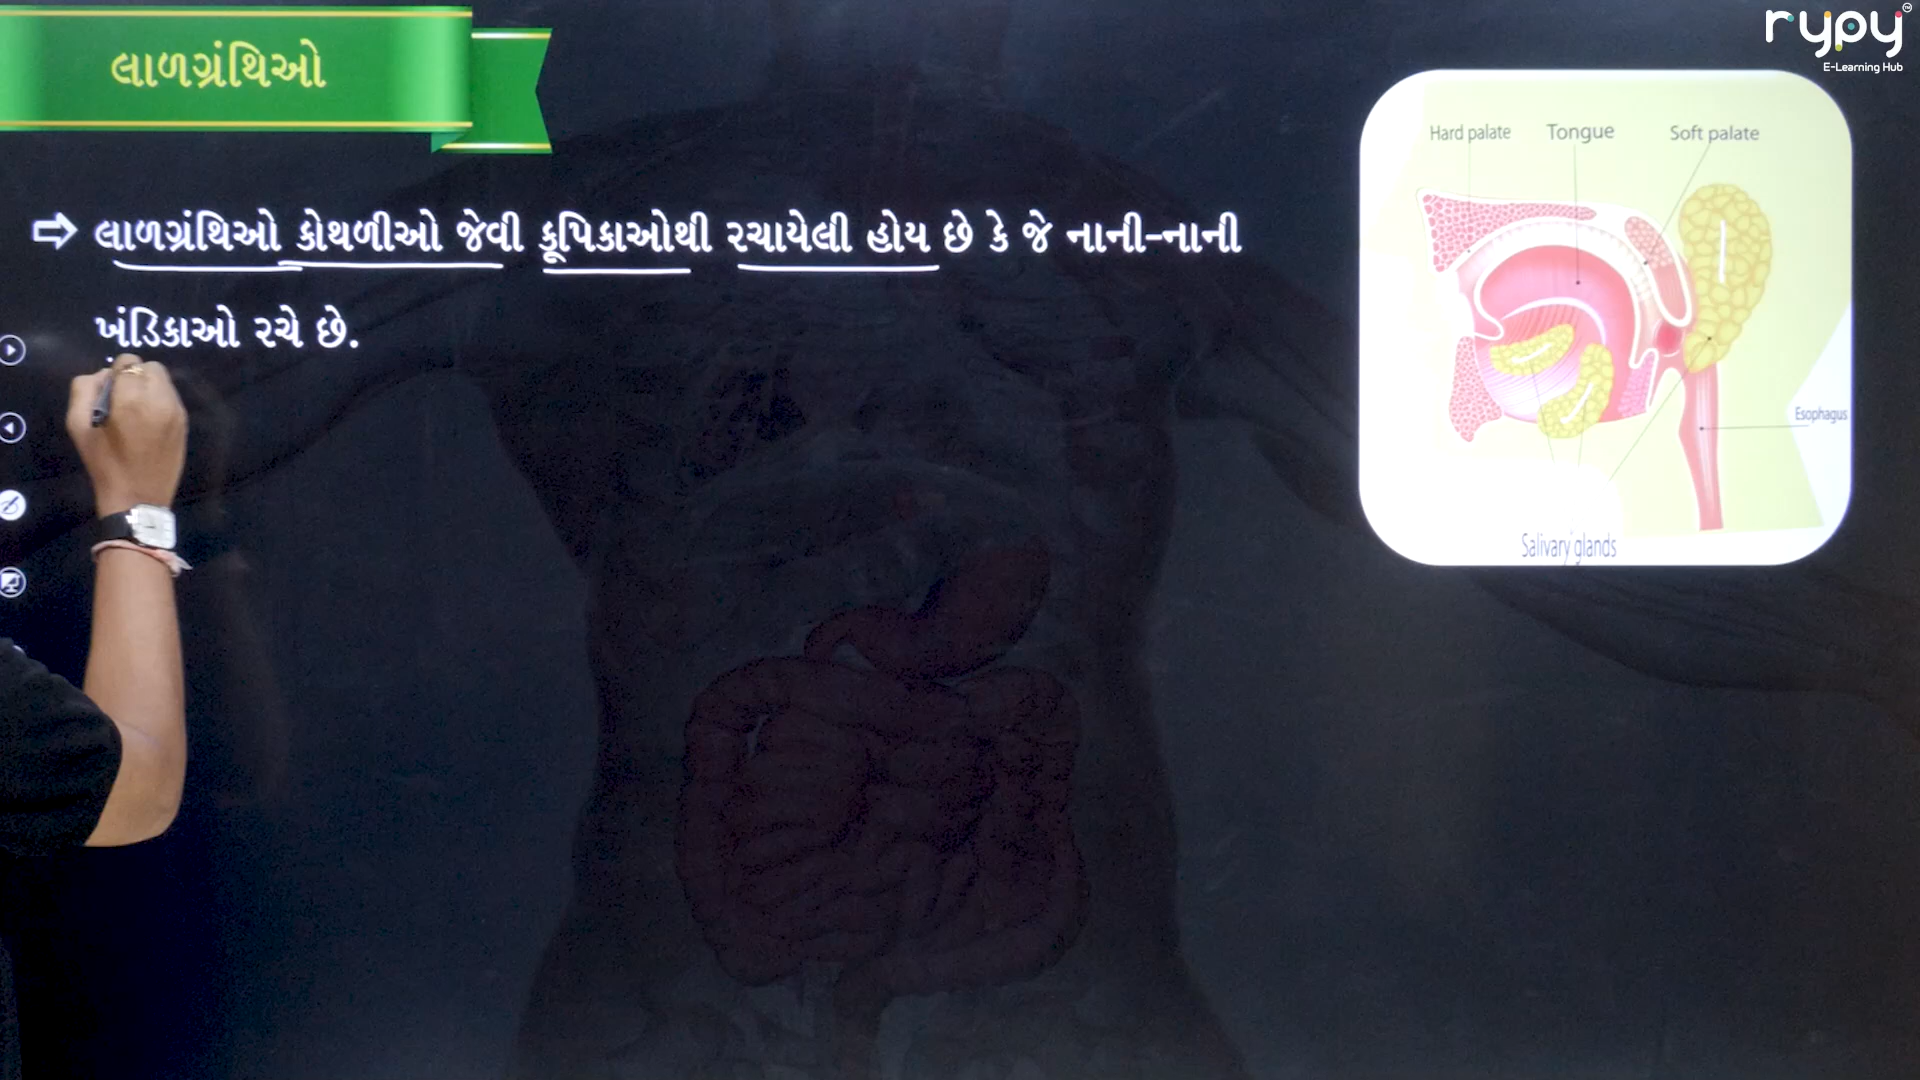 લાળગ્રંથિઓ
rypy
E-Learning Hub
Hard palate Tongue Soft palate
લાળગ્રંથિઓ કોથળીઓ જેવી કૂપિકાઓથી રચાયેલી હોય છે કે જે નાની-નાની
ખંડિકાઓ રચે છે.
Esophagus
Salivary glands